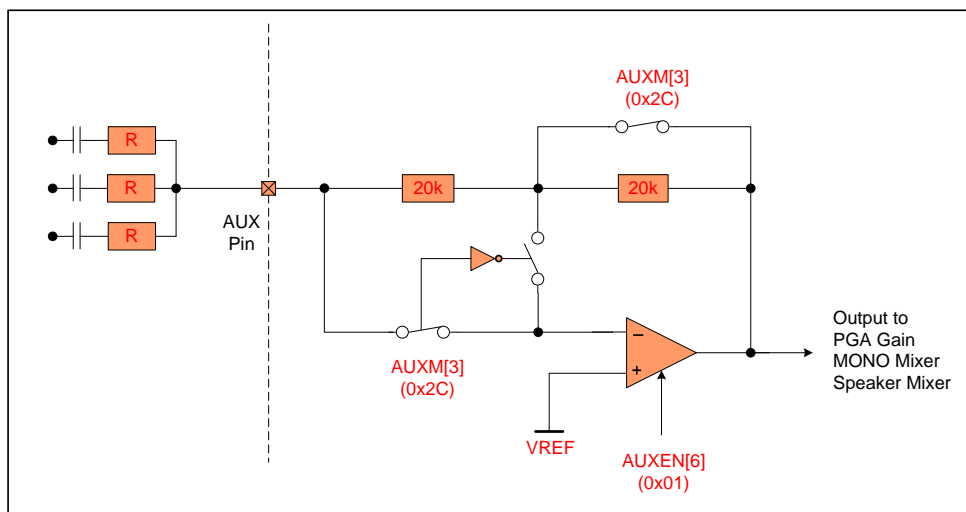 AUXM[3]
(0x2C)
R
R
R
20k
20k
AUX
Pin
AUXM[3]
(0x2C)
−
+
VREF
AUXEN[6]
(0x01)
Output to
PGA Gain
MONO Mixer
Speaker Mixer